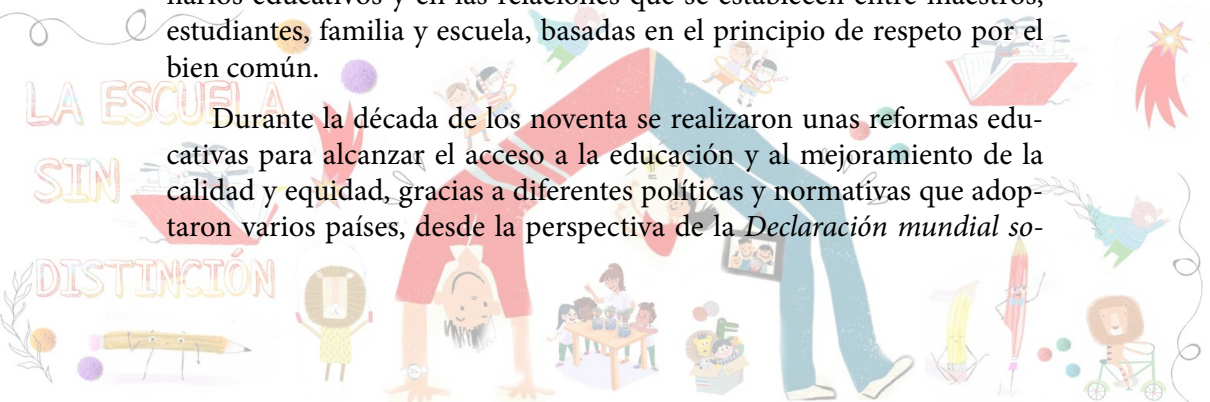 narios educativos y en las relaciones que se establecen entre maestros,
estudiantes, familia y escuela, basadas en el principio de respeto por el
bien común.
Durante la década de los noventa se realizaron unas reformas edu-
cativas para alcanzar el acceso a la educación y al mejoramiento de la
calidad y equidad, gracias a diferentes políticas y normativas que adop-
taron varios países, desde la perspectiva de la Declaración mundial so-
LA ESCUELA
SIN
DISTINCIÓN